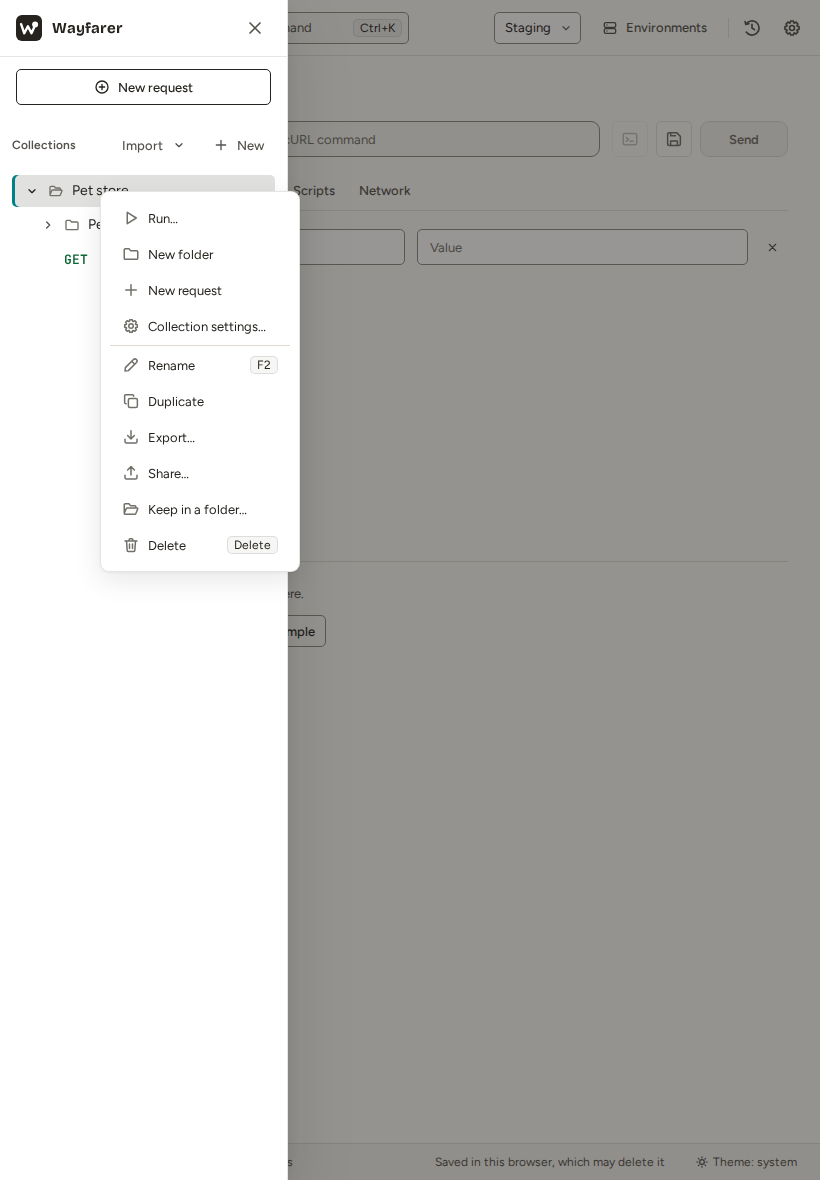 Wayfarer
Ctrl+K
Staging
Environments
New request
Collections
Import
New
cURL command
Send
Pet store
Scripts
Network
GET
Value
Run...
New folder
New request
Collection settings...
Rename
F2
Duplicate
Export...
Share...
Keep in a folder...
Delete
Delete
Saved in this browser, which may delete it
Theme: system